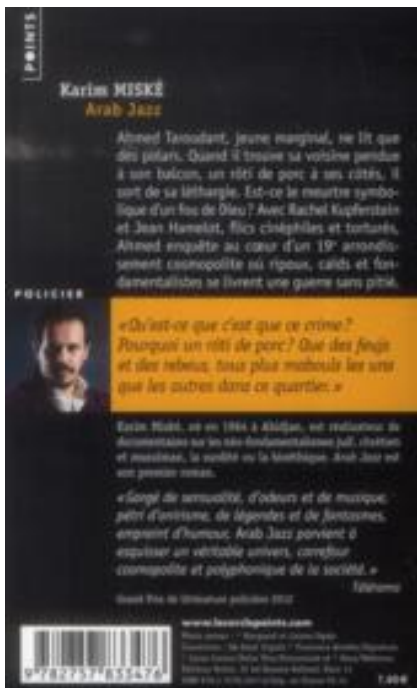 POINTS
Karim MISKÉ
Arab Jazz
Ahmed Taroudant, jeune marginal, ne lit que
des polars. Quand il trouve sa voisine pendue
à son balcon, un rôti de porc à ses côtés, il
sort de sa léthargie. Est-ce le meurtre symbo-
lique d'un fou de Dieu ? Avec Rachel Kupferstein
et Jean Hamelot, flics cinéphiles et torturés,
Ahmed enquête au cœur d'un 19e arrondis-
sement cosmopolite où ripoux, caïds et fon-
damentalistes se livrent une guerre sans pitié.
POLICIER
« Qu'est-ce que c'est que ce crime ?
Pourquoi un rôti de porc ? Que des feujs
et des rebeus, tous plus mabouls les uns
que les autres dans ce quartier. »
Karim Miské, né en 1964 à Abidjan, est réalisateur de
documentaires sur les néo-fondamentalismes juif, chrétien
et musulman, la surdité ou la bioéthique. Arab Jazz est
son premier roman.
« Gorgé de sensualité, d'odeurs et de musique,
pétri d'onirisme, de légendes et de fantasmes,
empreint d'humour, Arab Jazz parvient à
esquisser un véritable univers, carrefour
cosmopolite et polyphonique de la société. »
Télérama
Grand Prix de littérature policière 2012
www.lecerclepoints.com
7,60 €